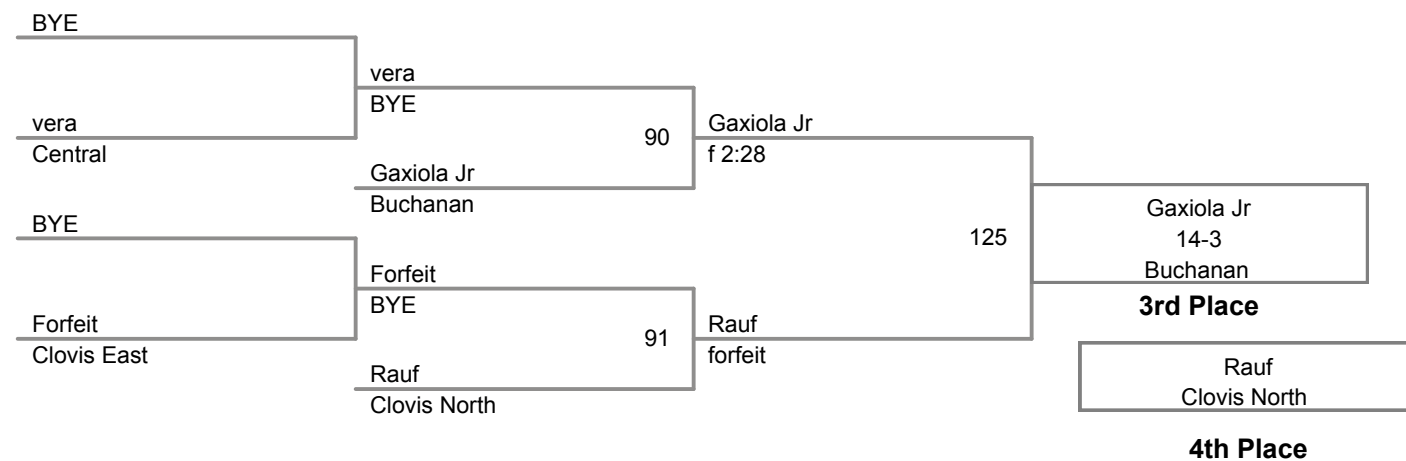 BYE
vera
BYE
vera
Central
90
Gaxiola Jr
f 2:28
Gaxiola Jr
Buchanan
BYE
125
Gaxiola Jr
14-3
Buchanan
3rd Place
Forfeit
BYE
Forfeit
Clovis East
91
Rauf
forfeit
Rauf
Clovis North
Rauf
Clovis North
4th Place